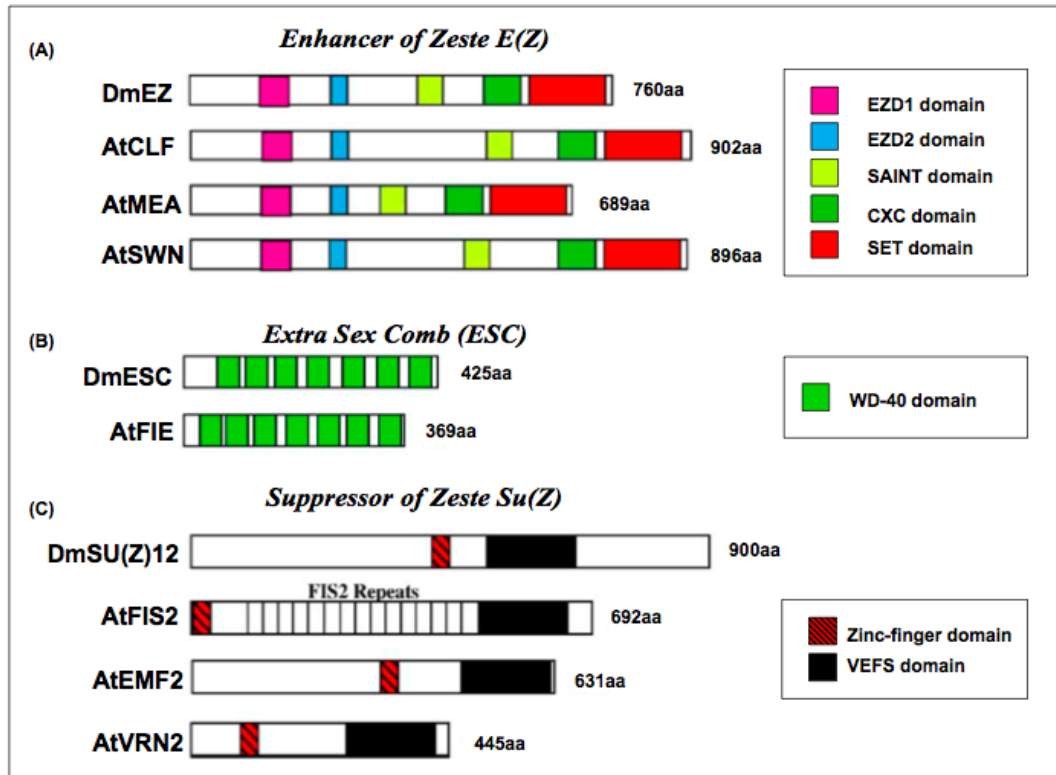 (A)
Enhancer of Zeste E(Z)
DmEZ
760aa
AtCLF
902aa
AtMEA
689aa
AtSWN
896aa
EZD1 domain
EZD2 domain
SAINT domain
CXC domain
SET domain
(B)
Extra Sex Comb (ESC)
DmESC
425aa
AtFIE
369aa
WD-40 domain
(C)
Suppressor of Zeste Su(Z)
DmSU(Z)12
900aa
FIS2 Repeats
AtFIS2
692aa
AtEMF2
631aa
AtVRN2
445aa
Zinc-finger domain
VEFS domain